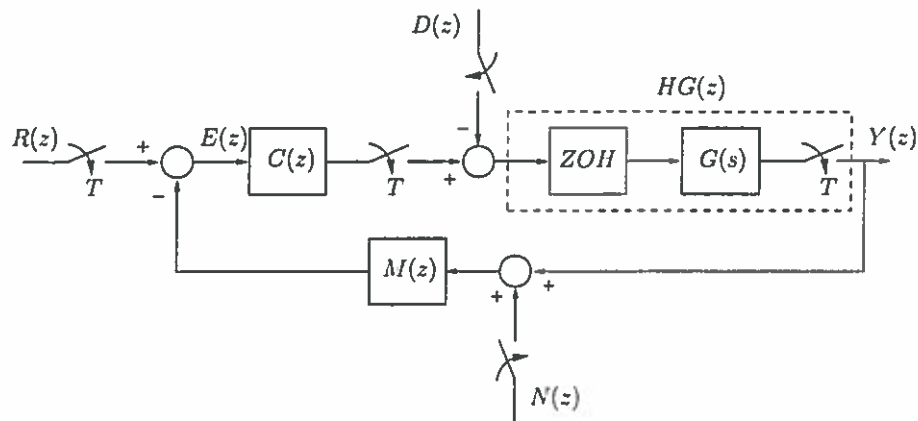 D(z)
HG(z)
R(z)
+
E(z)
C(z)
T
T
-
-
+
ZOH
G(s)
T
Y(z)
M(z)
+
+
N(z)